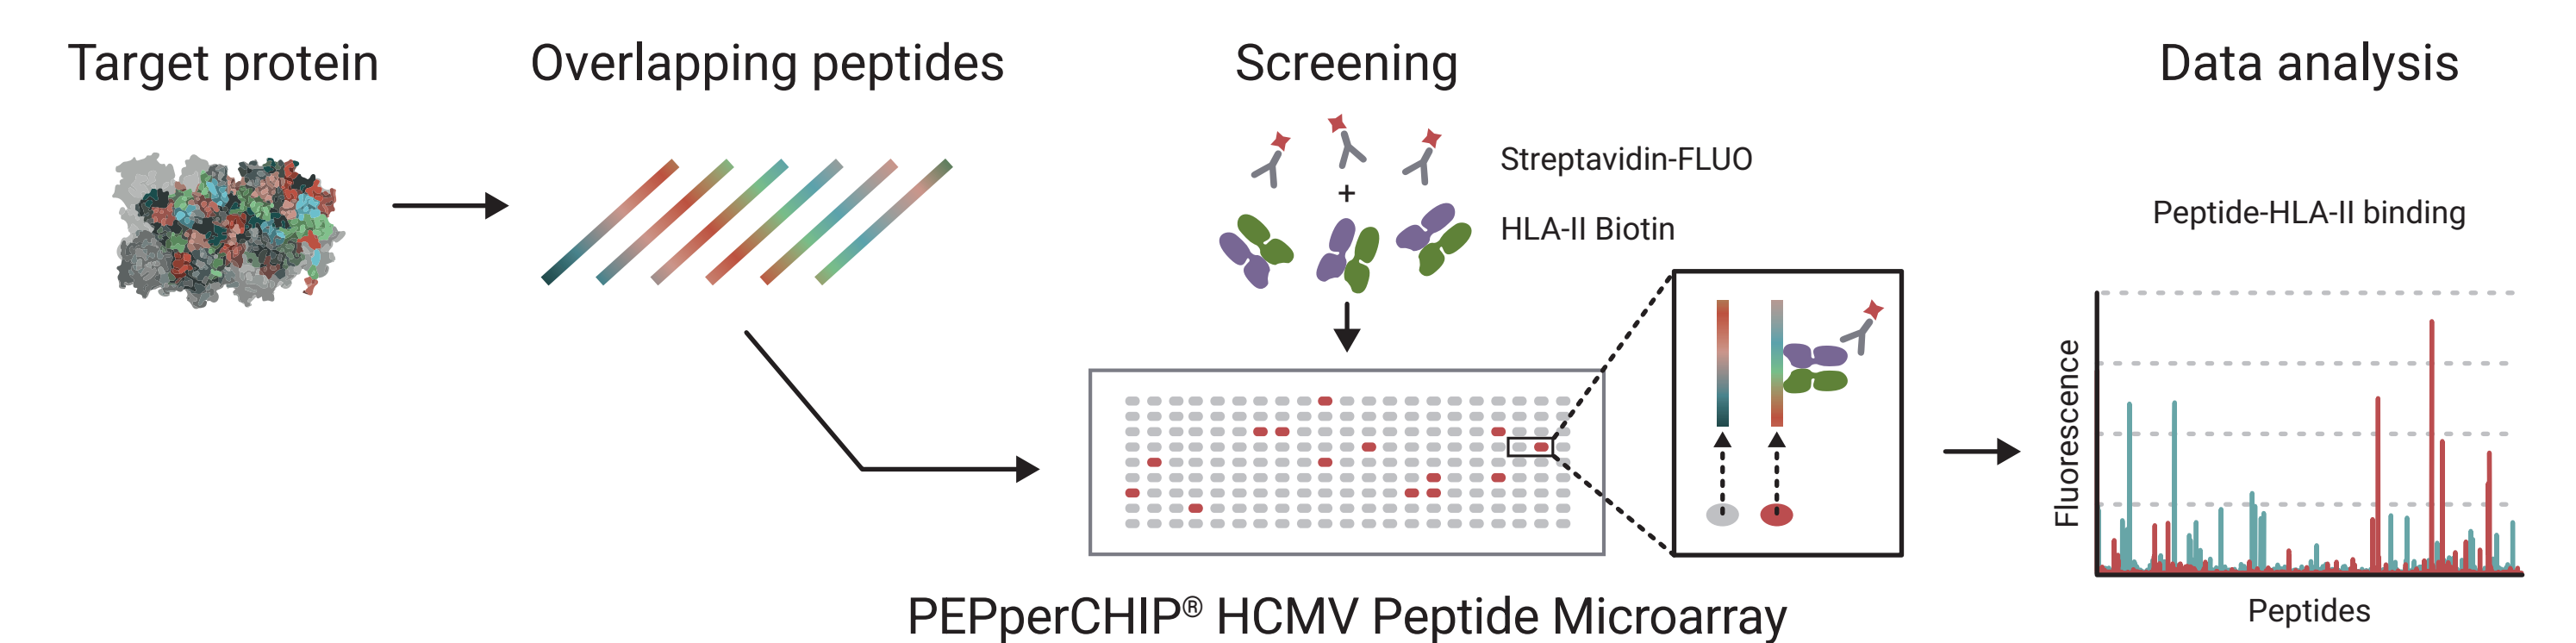 Target protein
Overlapping peptides
Screening
Data analysis
Streptavidin-FLUO
+
HLA-II Biotin
Peptide-HLA-II binding
Fluorescence
Peptides
PEPperCHIP® HCMV Peptide Microarray